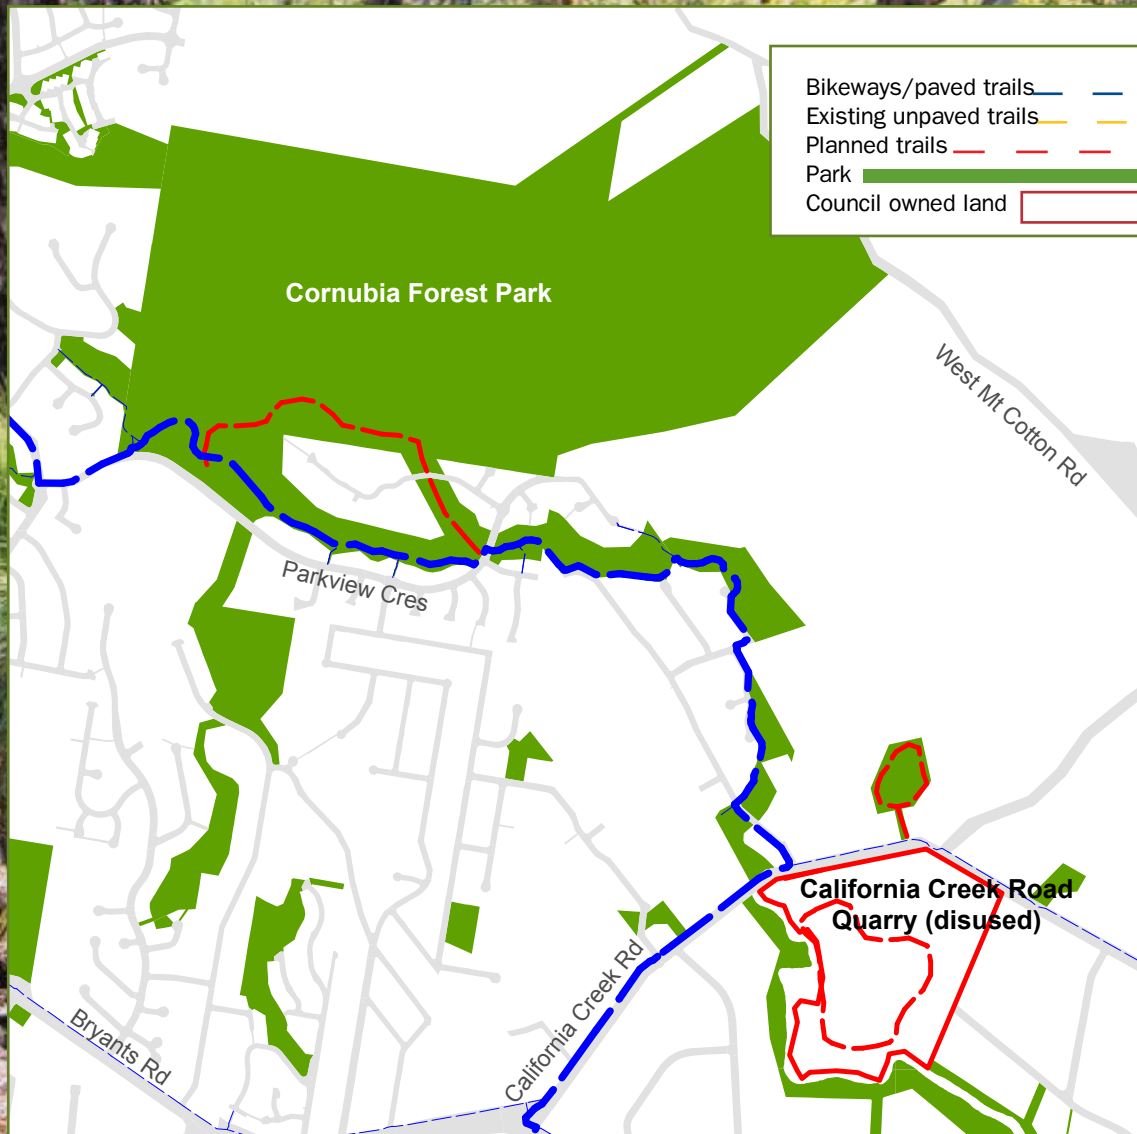 Bikeways/paved trails
Existing unpaved trails
Planned trails
Park
Council owned land
Cornubia Forest Park
West Mt Cotton Rd
Parkview Cres
California Creek Road
Quarry (disused)
California Creek Rd
Bryants Rd